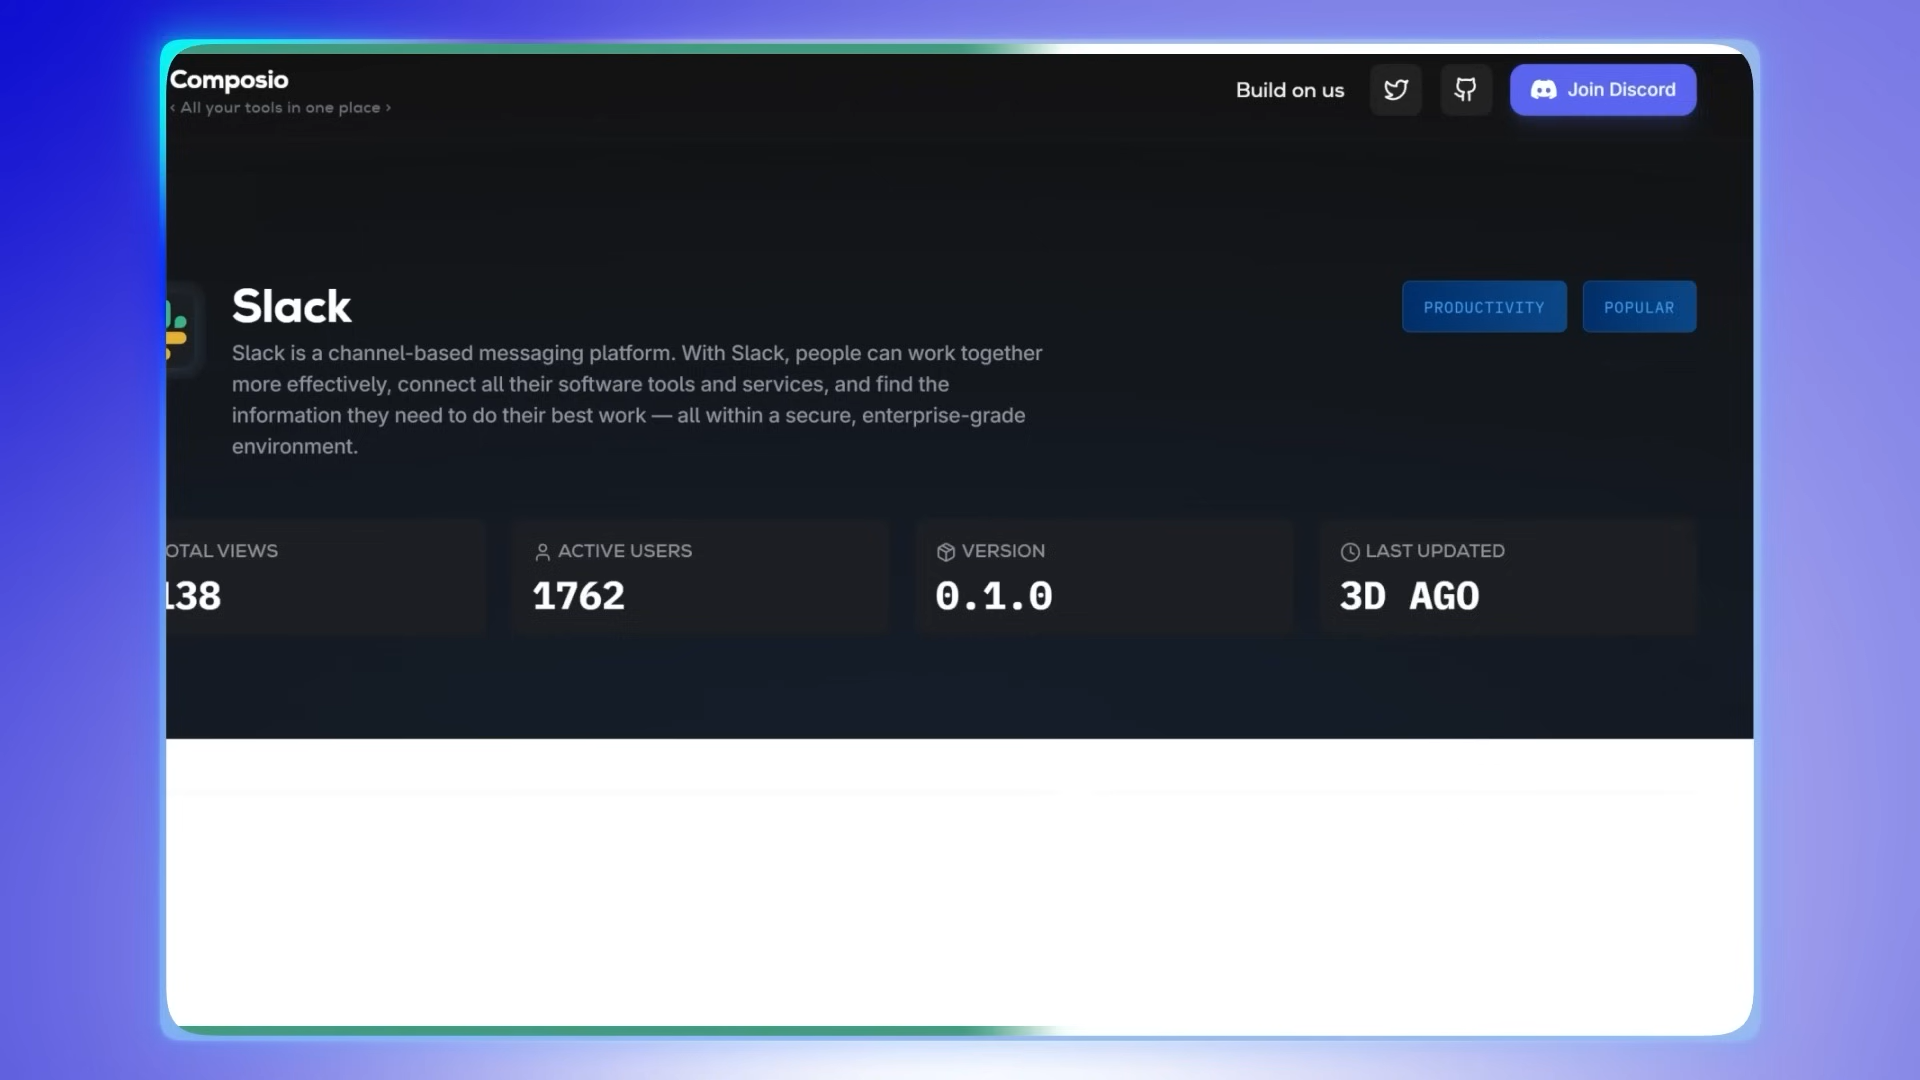 Composio
‹ All your tools in one place ›
Build on us
Join Discord
Slack
PRODUCTIVITY
POPULAR
Slack is a channel-based messaging platform. With Slack, people can work together
more effectively, connect all their software tools and services, and find the
information they need to do their best work — all within a secure, enterprise-grade
environment.
OTAL VIEWS
138
ACTIVE USERS
1762
VERSION
0.1.0
LAST UPDATED
3D AGO